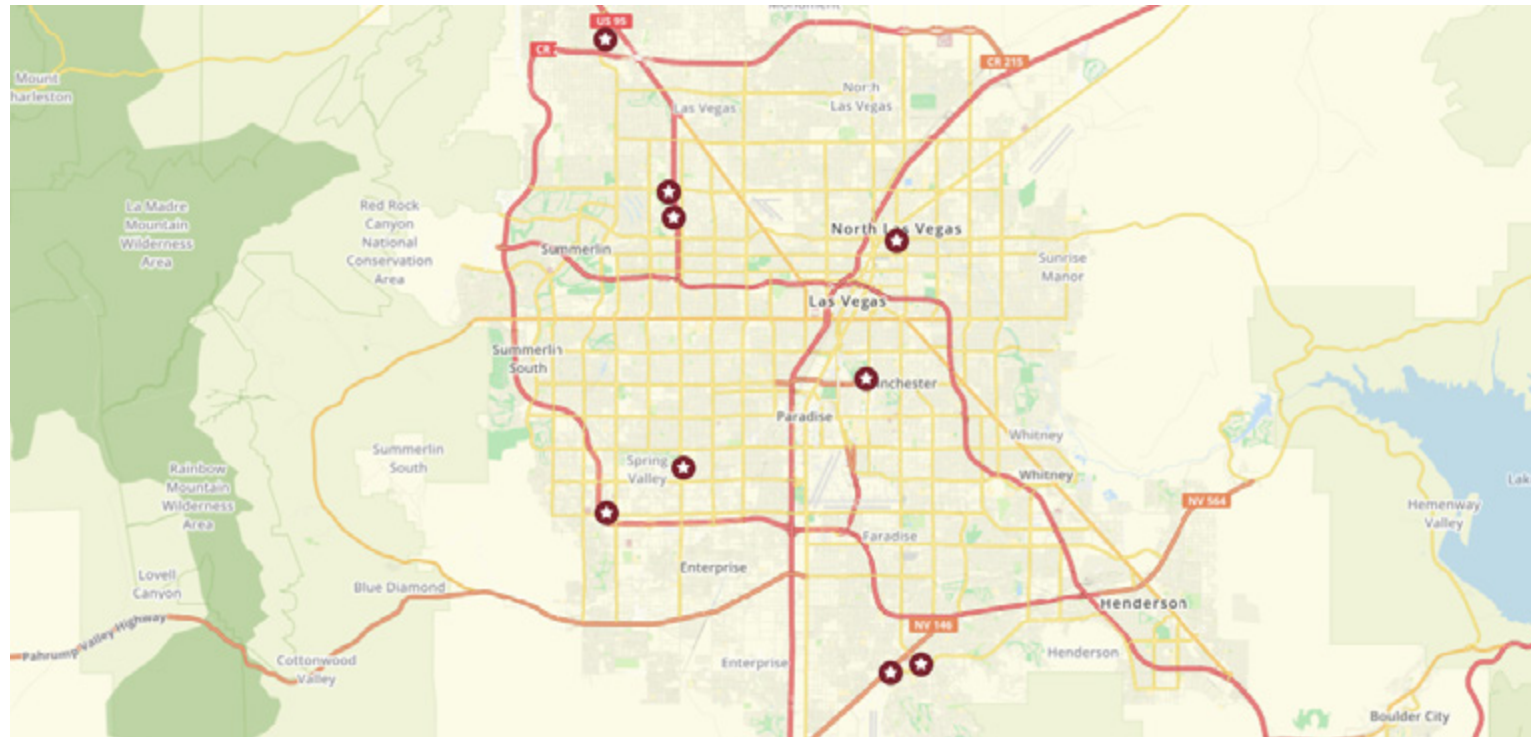 US 95
CR
CR 215
Mount
harleston
Las Vegas
North
Las Vegas
La Madre
Mountain
Wilderness
Area
Red Rock
Canyon
National
Conservation
Area
Summerlin
North Las Vegas
Sunrise
Manor
Las Vegas
Summerlin
South
inchester
Paradise
Summerlin
South
Whitney
Spring
Valley
Whitney
Rainbow
Mountain
Wilderness
Area
NV 564
Hemenway
Valley
Lak
Paradise
Enterprise
Lovell
Canyon
Blue Diamond
Henderson
NV 146
Pahrump Valley Highway
Cottonwood
Valley
Enterprise
Henderson
Boulder City